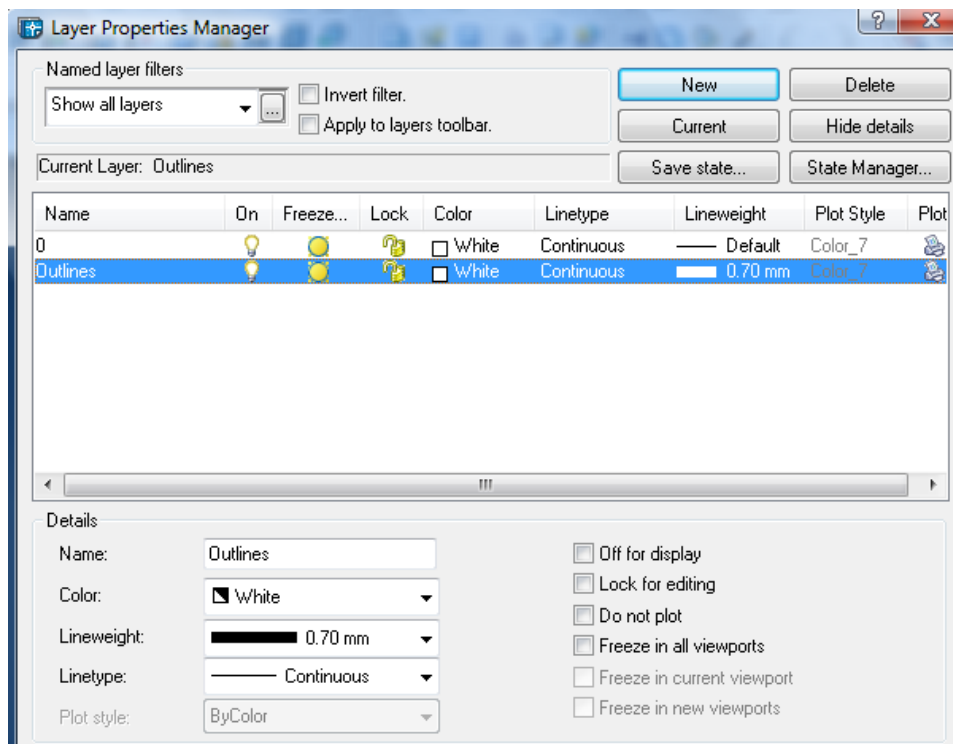 Layer Properties Manager
Named layer filters
Show all layers
...
Invert filter.
Apply to layers toolbar.
New
Delete
Current
Hide details
Current Layer: Outlines
Save state...
State Manager...
Name On Freeze... Lock Color Linetype Lineweight Plot Style Plot
0 White Continuous Default Color_7
Outlines White Continuous 0.70 mm Color_7
Details
Name: Outlines
Color: White
Lineweight: 0.70 mm
Linetype: Continuous
Plot style: ByColor
Off for display
Lock for editing
Do not plot
Freeze in all viewports
Freeze in current viewport
Freeze in new viewports